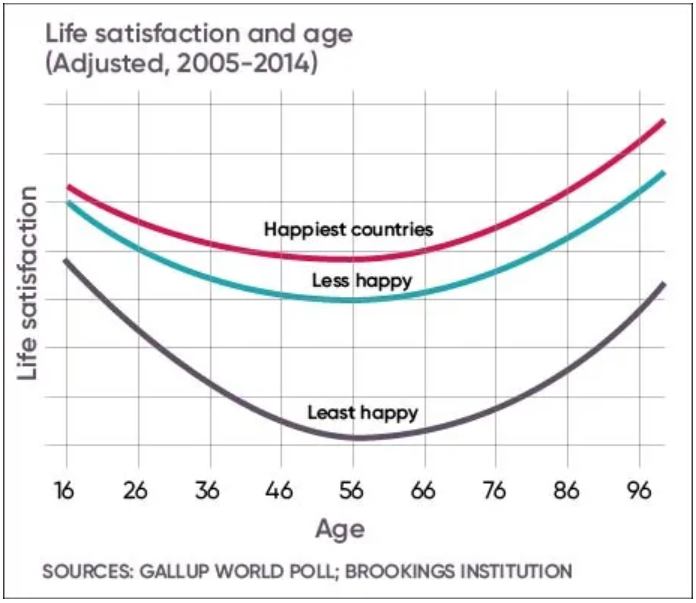 Life satisfaction and age
(Adjusted, 2005-2014)
Life satisfaction
Happiest countries
Less happy
Least happy
16 26 36 46 56 66 76 86 96
Age
SOURCES: GALLUP WORLD POLL; BROOKINGS INSTITUTION